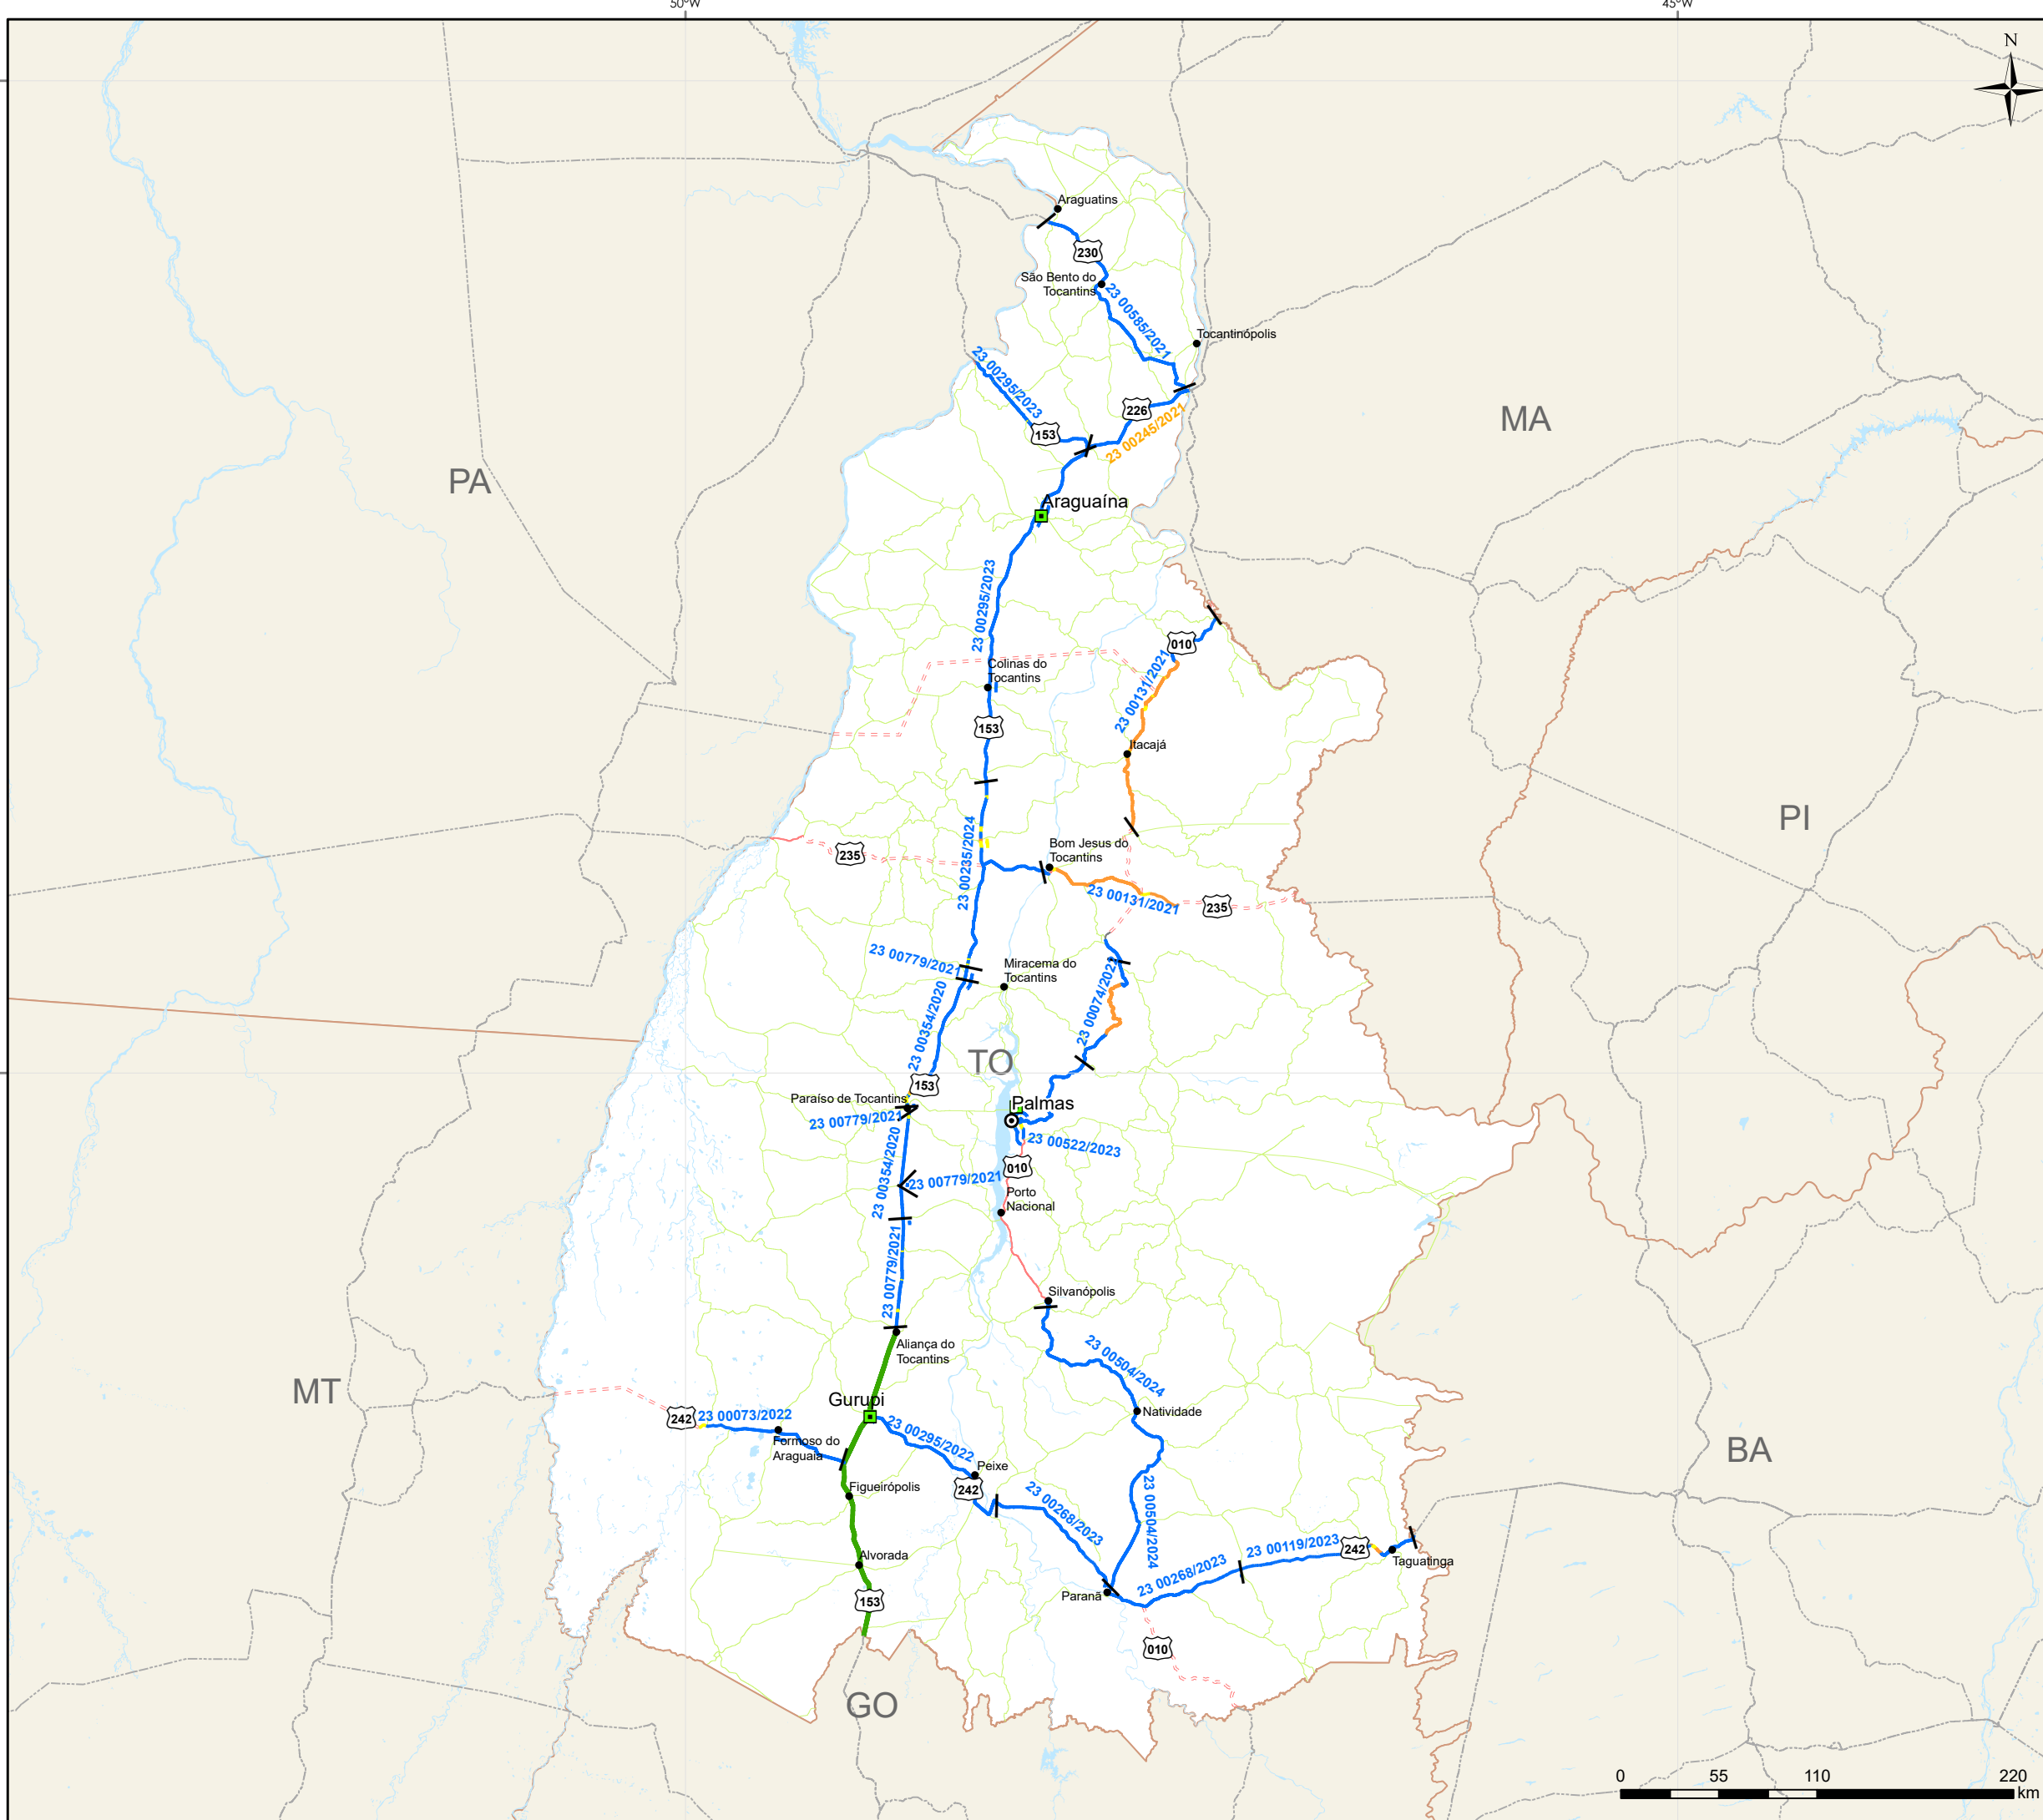 50°W
45°W
N
Araguatins
230
São Bento do
Tocantins
23 00585/2021
Tocantinópolis
23 00295/2023
226
MA
153
23 00245/2021
PA
Araguaína
23 00295/2023
010
Colinas do
Tocantins
23 00131/2021
153
Itacajá
PI
23 00235/2024
235
Bom Jesus do
Tocantins
23 00131/2021
235
23 00779/2021
Miracema do
Tocantins
23 00074/2022
23 00354/2020
TO
153
Paraíso de Tocantins
Palmas
23 00779/2021
23 00522/2023
23 00354/2020
010
23 00779/2021
Porto
Nacional
23 00779/2021
Silvanópolis
Aliança do
Tocantins
23 00504/2024
MT
Gurupi
242
23 00073/2022
Natividade
23 00295/2022
BA
Formoso do
Araguaia
Peixe
Figueirópolis
242
23 00268/2023
23 00504/2024
23 00119/2023
242
Alvorada
Taguatinga
23 00268/2023
Paranã
153
010
GO
0 55 110 220
km